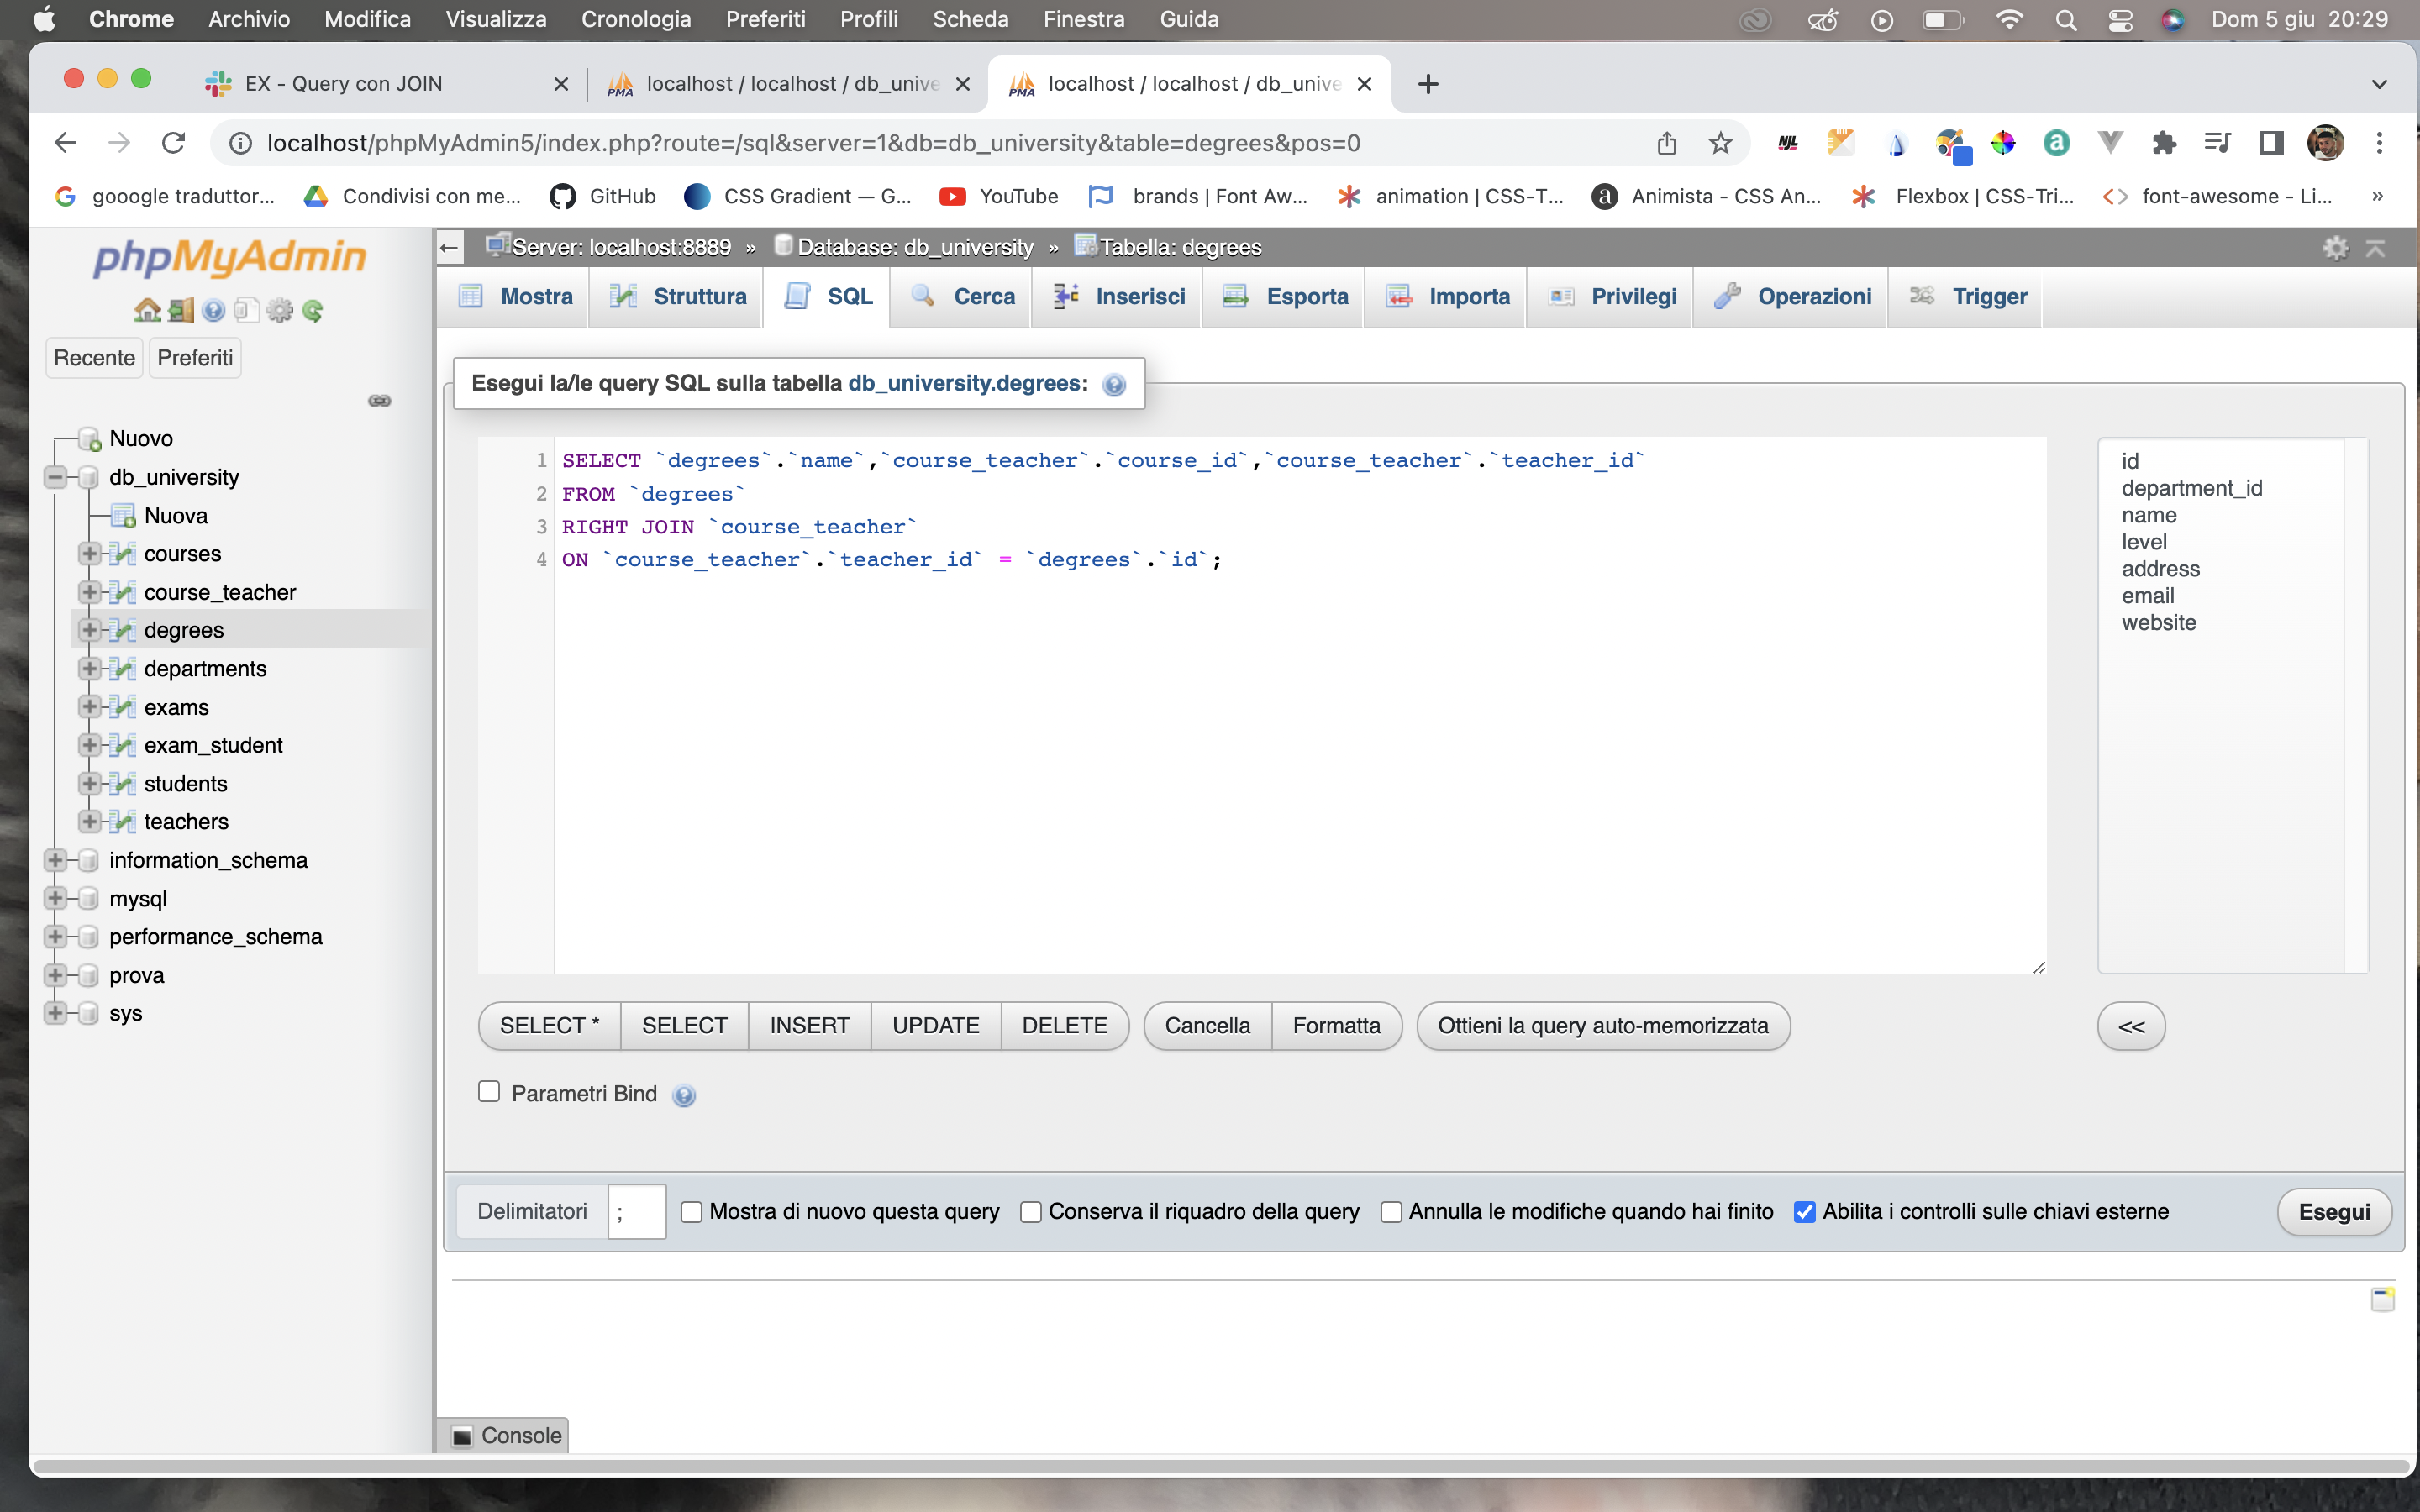 Chrome Archivio Modifica Visualizza Cronologia Preferiti Profili Scheda Finestra Guida Dom 5 giu 20:29
EX - Query con JOIN
localhost / localhost / db_unive
localhost / localhost / db_unive
localhost/phpMyAdmin5/index.php?route=/sql&server=1&db=db_university&table=degrees&pos=0
gooogle traduttor... Condivisi con me... GitHub CSS Gradient — G... YouTube brands | Font Aw... animation | CSS-T... Animista - CSS An... Flexbox | CSS-Tri... font-awesome - Li... »
phpMyAdmin
Recente Preferiti
Nuovo
db_university
Nuova
courses
course_teacher
degrees
departments
exams
exam_student
students
teachers
information_schema
mysql
performance_schema
prova
sys
Server: localhost:8889 » Database: db_university » Tabella: degrees
Mostra Struttura SQL Cerca Inserisci Esporta Importa Privilegi Operazioni Trigger
Esegui la/le query SQL sulla tabella db_university.degrees:
1 SELECT `degrees`.`name`,`course_teacher`.`course_id`,`course_teacher`.`teacher_id`
2 FROM `degrees`
3 RIGHT JOIN `course_teacher`
4 ON `course_teacher`.`teacher_id` = `degrees`.`id`;
id
department_id
name
level
address
email
website
SELECT * SELECT INSERT UPDATE DELETE Cancella Formatta Ottieni la query auto-memorizzata <<
Parametri Bind
Delimitatori ; Mostra di nuovo questa query Conserva il riquadro della query Annulla le modifiche quando hai finito Abilita i controlli sulle chiavi esterne Esegui
Console